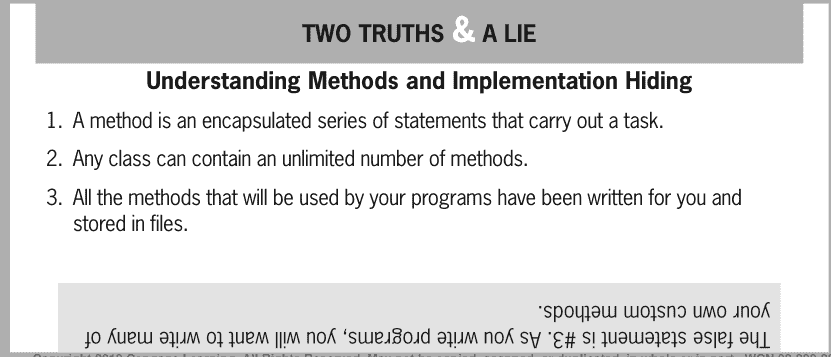 TWO TRUTHS & A LIE
Understanding Methods and Implementation Hiding
1. A method is an encapsulated series of statements that carry out a task.
2. Any class can contain an unlimited number of methods.
3. All the methods that will be used by your programs have been written for you and
stored in files.
The false statement is #3. As you write programs, you will want to write many of
your own custom methods.